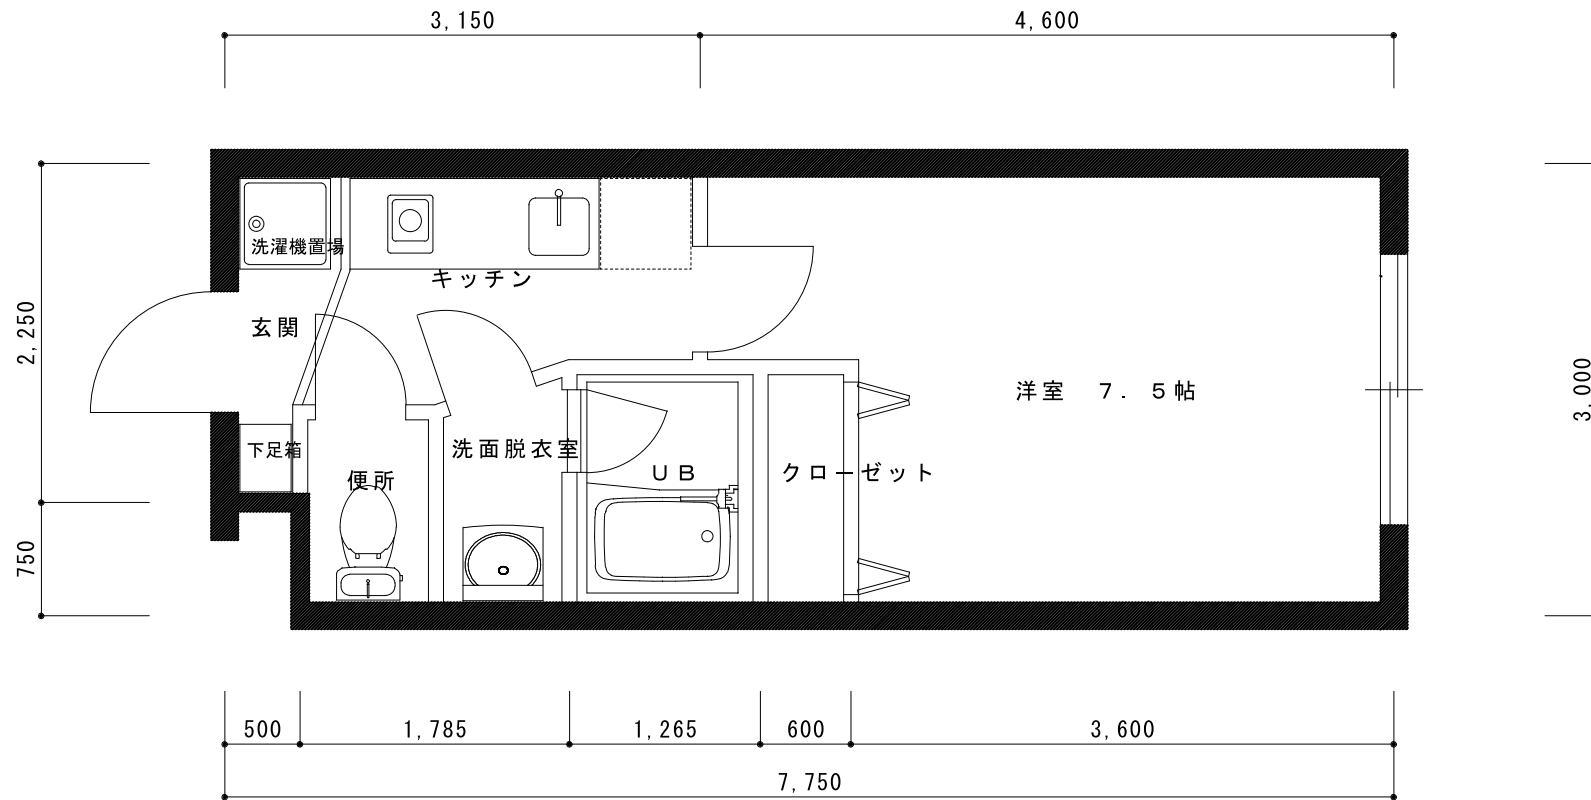 3,150
4,600
洗濯機置場
キッチン
玄関
2,250
洋室 7.5帖
3,000
下足箱
洗面脱衣室
便所
UB
クローゼット
750
500
1,785
1,265
600
3,600
7,750